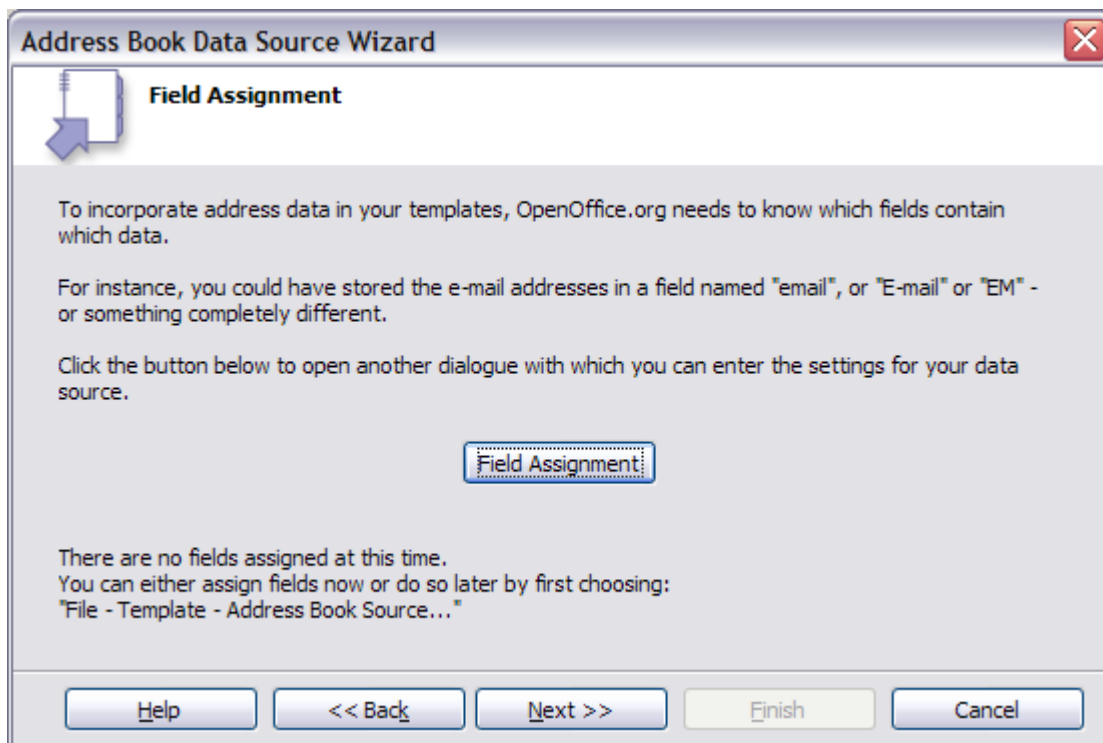 Address Book Data Source Wizard
Field Assignment
To incorporate address data in your templates, OpenOffice.org needs to know which fields contain
which data.
For instance, you could have stored the e-mail addresses in a field named "email", or "E-mail" or "EM" -
or something completely different.
Click the button below to open another dialogue with which you can enter the settings for your data
source.
Field Assignment
There are no fields assigned at this time.
You can either assign fields now or do so later by first choosing:
"File - Template - Address Book Source..."
Help << Back Next >> Finish Cancel